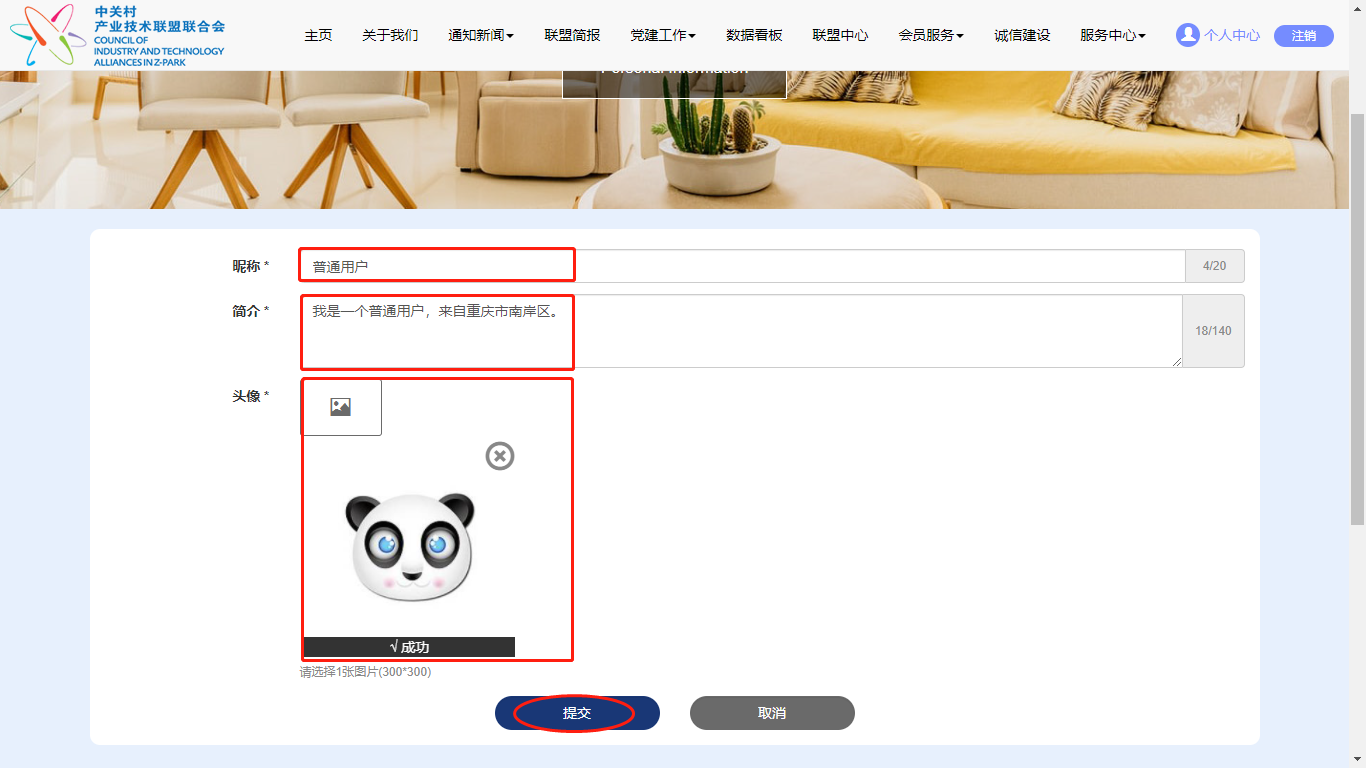 中关村
产业技术联盟联合会
COUNCIL OF
INDUSTRY AND TECHNOLOGY
ALLIANCES IN Z-PARK
主页 关于我们 通知新闻 联盟简报 党建工作 数据看板 联盟中心 会员服务 诚信建设 服务中心 个人中心 注销
Personal Information
昵称 * 普通用户 4/20
简介 * 我是一个普通用户，来自重庆市南岸区。 18/140
头像 *
√ 成功
请选择1张图片(300*300)
提交 取消